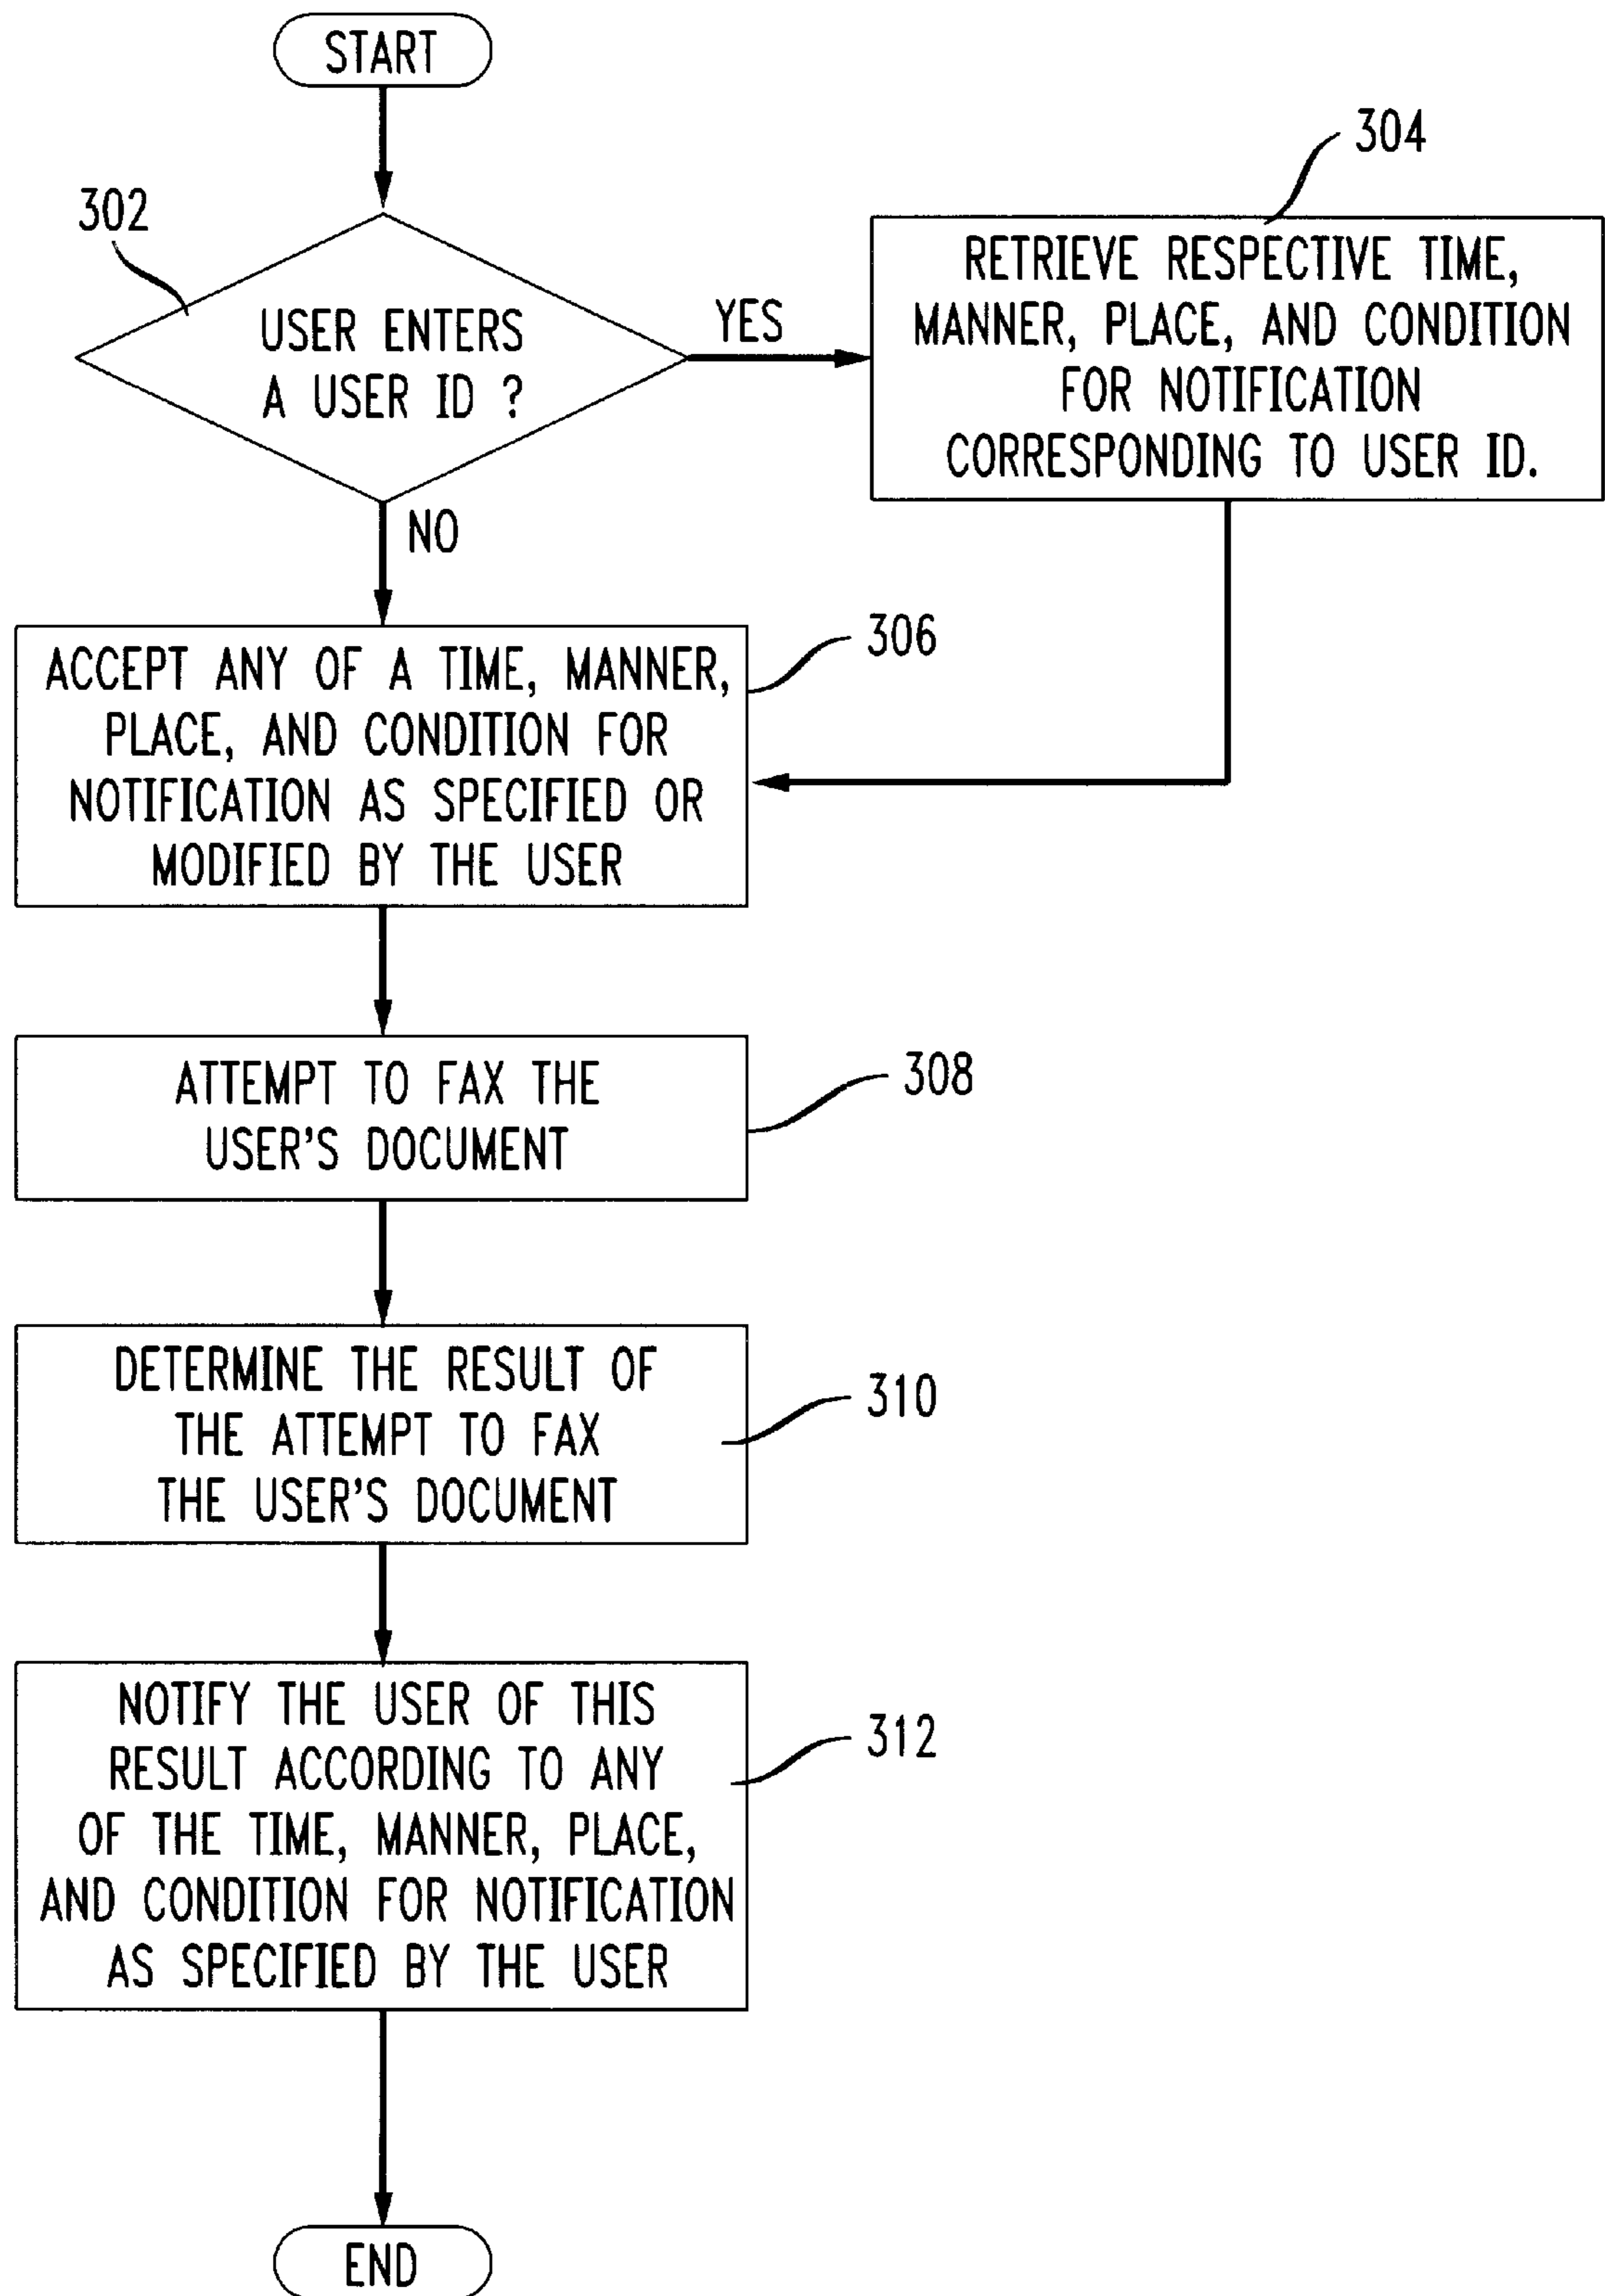 START
302
USER ENTERS
A USER ID ?
YES
NO
304
RETRIEVE RESPECTIVE TIME,
MANNER, PLACE, AND CONDITION
FOR NOTIFICATION
CORRESPONDING TO USER ID.
306
ACCEPT ANY OF A TIME, MANNER,
PLACE, AND CONDITION FOR
NOTIFICATION AS SPECIFIED OR
MODIFIED BY THE USER
308
ATTEMPT TO FAX THE
USER'S DOCUMENT
310
DETERMINE THE RESULT OF
THE ATTEMPT TO FAX
THE USER'S DOCUMENT
312
NOTIFY THE USER OF THIS
RESULT ACCORDING TO ANY
OF THE TIME, MANNER, PLACE,
AND CONDITION FOR NOTIFICATION
AS SPECIFIED BY THE USER
END